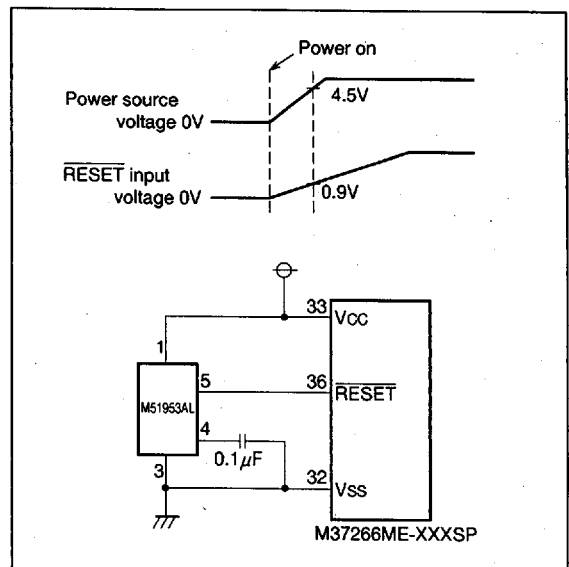 Power on
Power source
voltage 0V
4.5V
RESET input
voltage 0V
0.9V
33
Vcc
1
M51953AL
5
36
RESET
4
0.1μF
3
32
Vss
M37266ME-XXXSP